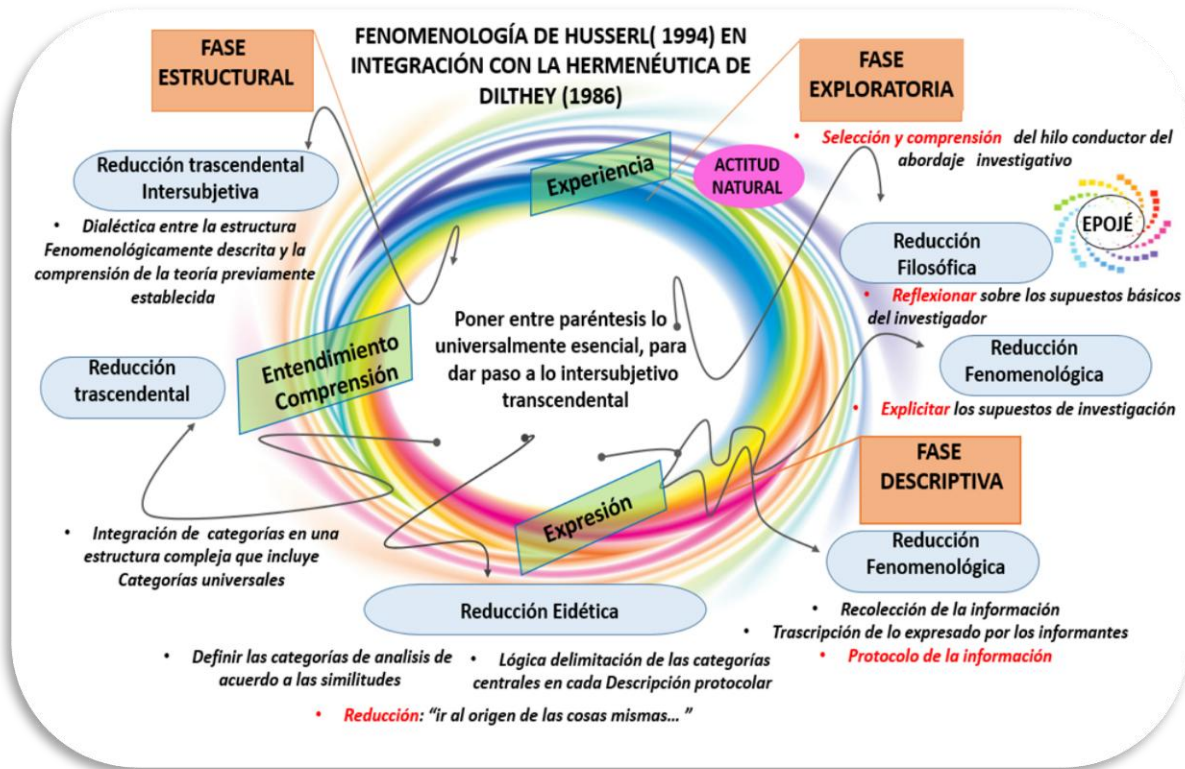 FENOMENOLOGÍA DE HUSSERL( 1994) EN
INTEGRACIÓN CON LA HERMENÉUTICA DE
DILTHEY (1986)
FASE
ESTRUCTURAL
FASE
EXPLORATORIA
• Selección y comprensión del hilo conductor del
abordaje investigativo
Experiencia
ACTITUD
NATURAL
Reducción trascendental
Intersubjetiva
• Dialéctica entre la estructura
Fenomenológicamente descrita y la
comprensión de la teoría previamente
establecida
EPOJÉ
Reducción
Filosófica
• Reflexionar sobre los supuestos básicos
del investigador
Poner entre paréntesis lo
universalmente esencial, para
dar paso a lo intersubjetivo
transcendental
Entendimiento
Comprensión
Reducción
trascendental
Reducción
Fenomenológica
• Explicitar los supuestos de investigación
FASE
DESCRIPTIVA
Expresión
• Integración de categorías en una
estructura compleja que incluye
Categorías universales
Reducción
Fenomenológica
• Recolección de la información
• Trascripción de lo expresado por los informantes
• Protocolo de la información
Reducción Eidética
• Definir las categorías de analisis de
acuerdo a las similitudes
• Lógica delimitación de las categorías
centrales en cada Descripción protocolar
• Reducción: “ir al origen de las cosas mismas... ”